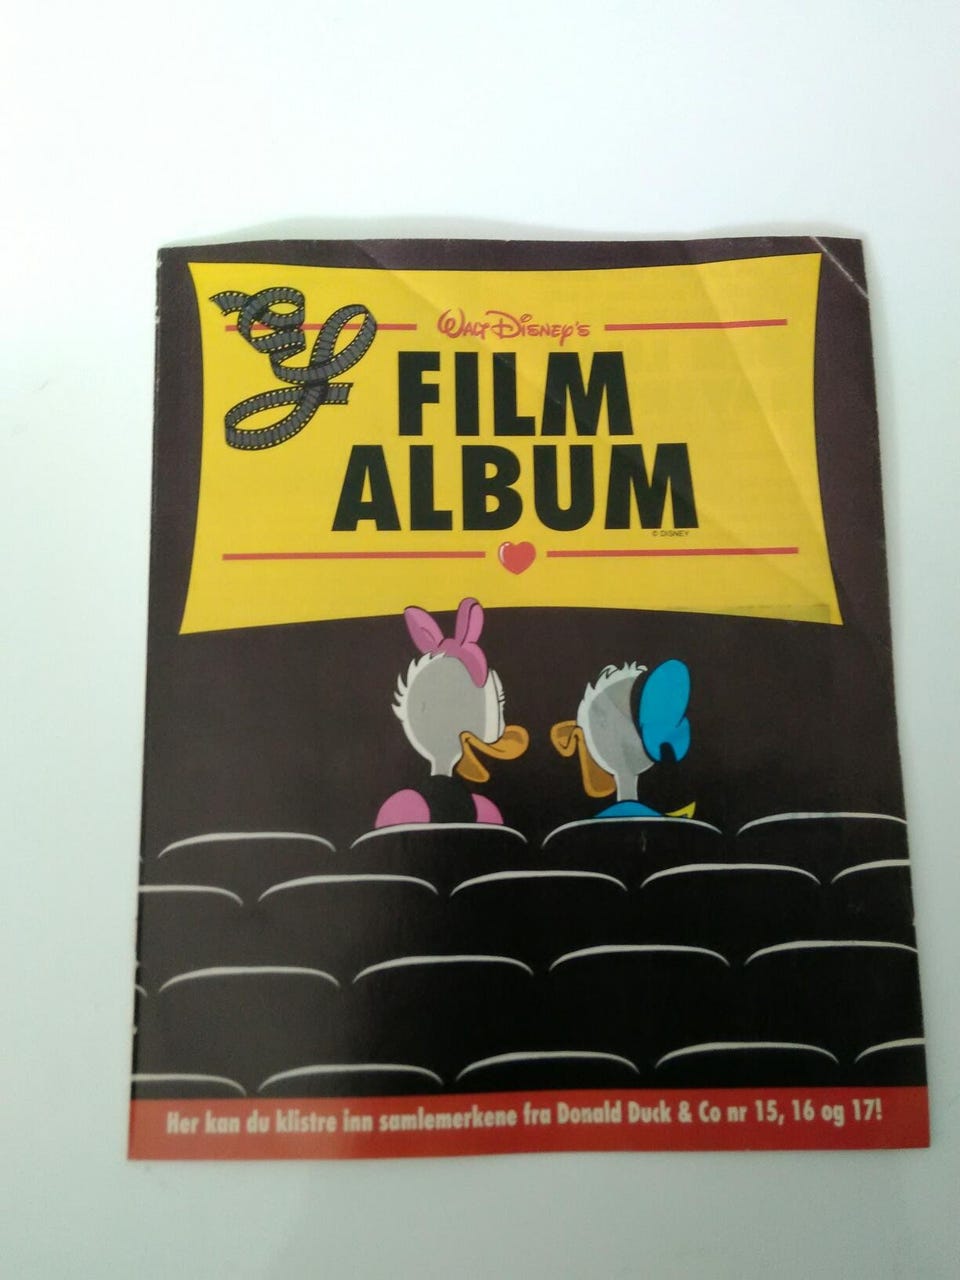 WALT DISNEY'S
FILM
ALBUM
© DISNEY
Her kan du klistre inn samlemerkene fra Donald Duck & Co nr 15, 16 og 17!